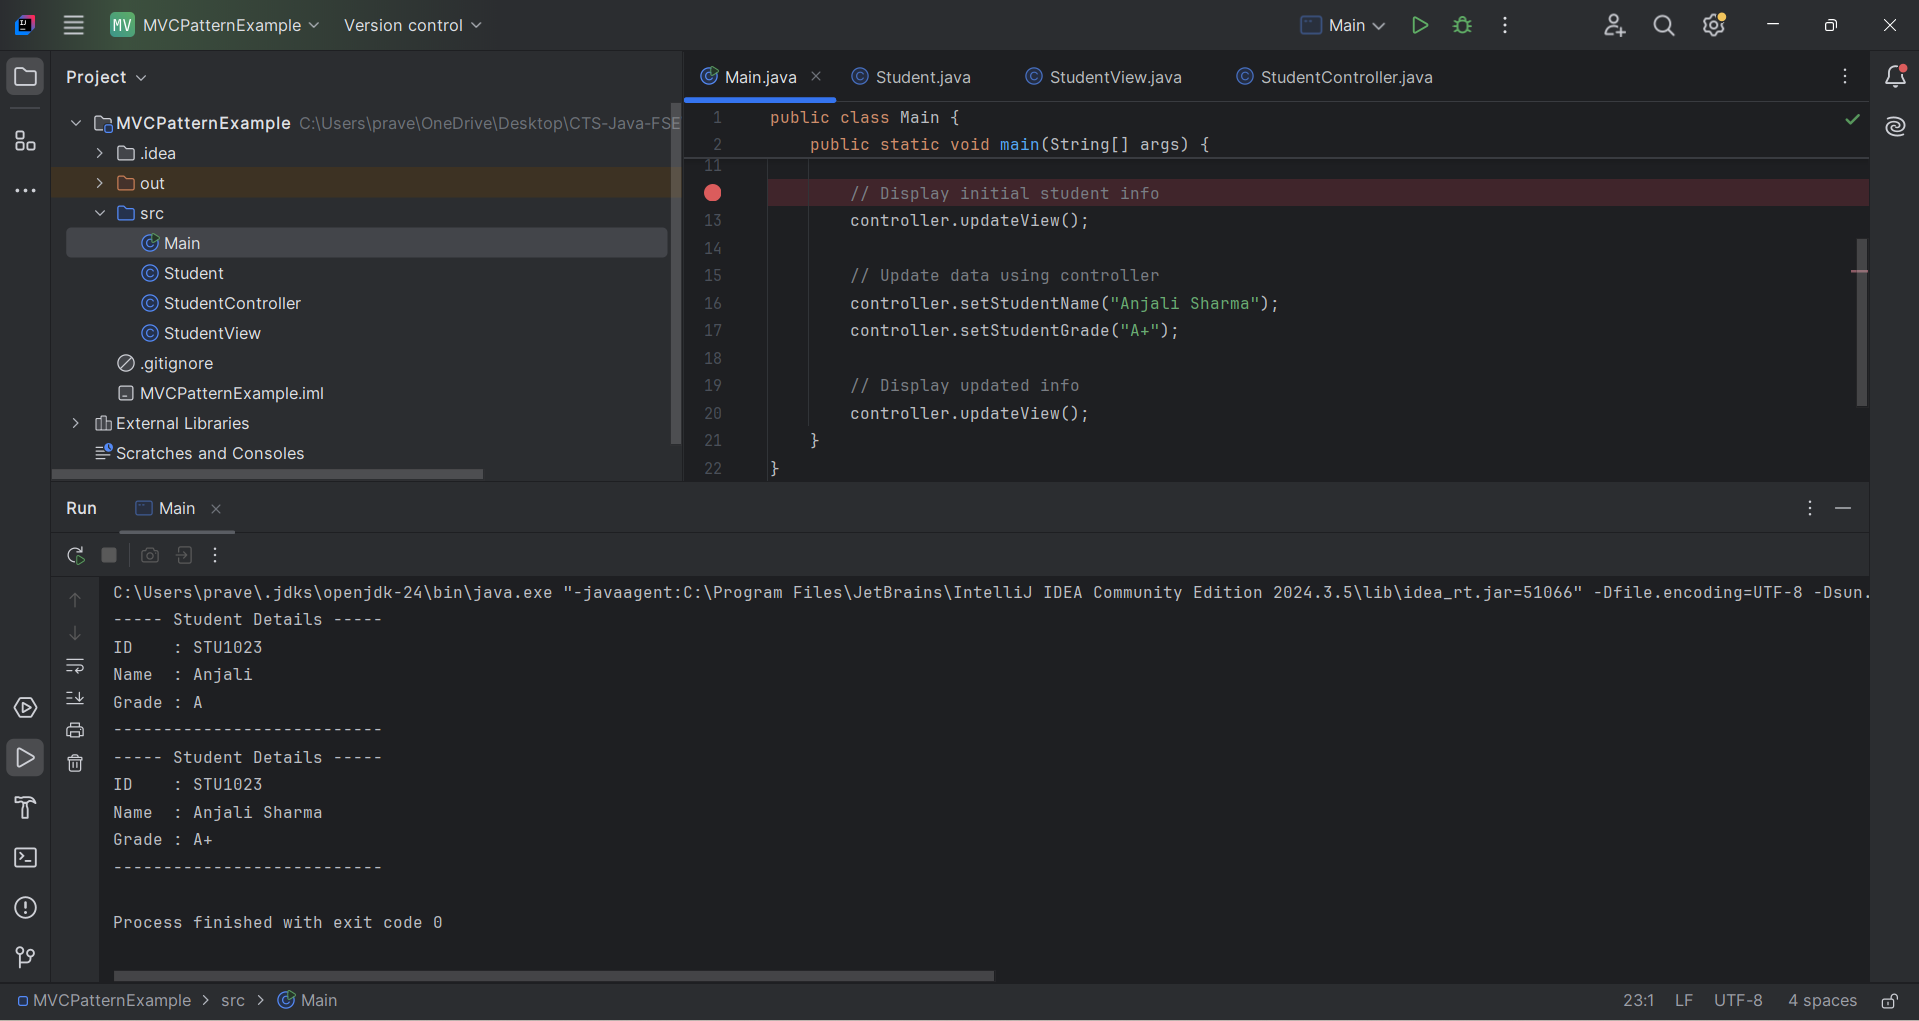 MV MVCPatternExample Version control Main
Project
MVCPatternExample C:\Users\prave\OneDrive\Desktop\CTS-Java-FSE
.idea
out
src
Main
Student
StudentController
StudentView
.gitignore
MVCPatternExample.iml
External Libraries
Scratches and Consoles
Main.java Student.java StudentView.java StudentController.java
1 public class Main {
2 public static void main(String[] args) {
11
// Display initial student info
13 controller.updateView();
14
15 // Update data using controller
16 controller.setStudentName("Anjali Sharma");
17 controller.setStudentGrade("A+");
18
19 // Display updated info
20 controller.updateView();
21 }
22 }
Run Main
C:\Users\prave\.jdks\openjdk-24\bin\java.exe "-javaagent:C:\Program Files\JetBrains\IntelliJ IDEA Community Edition 2024.3.5\lib\idea_rt.jar=51066" -Dfile.encoding=UTF-8 -Dsun.
----- Student Details -----
ID    : STU1023
Name  : Anjali
Grade : A
---------------------------
----- Student Details -----
ID    : STU1023
Name  : Anjali Sharma
Grade : A+
---------------------------
Process finished with exit code 0
MVCPatternExample > src > Main 23:1 LF UTF-8 4 spaces